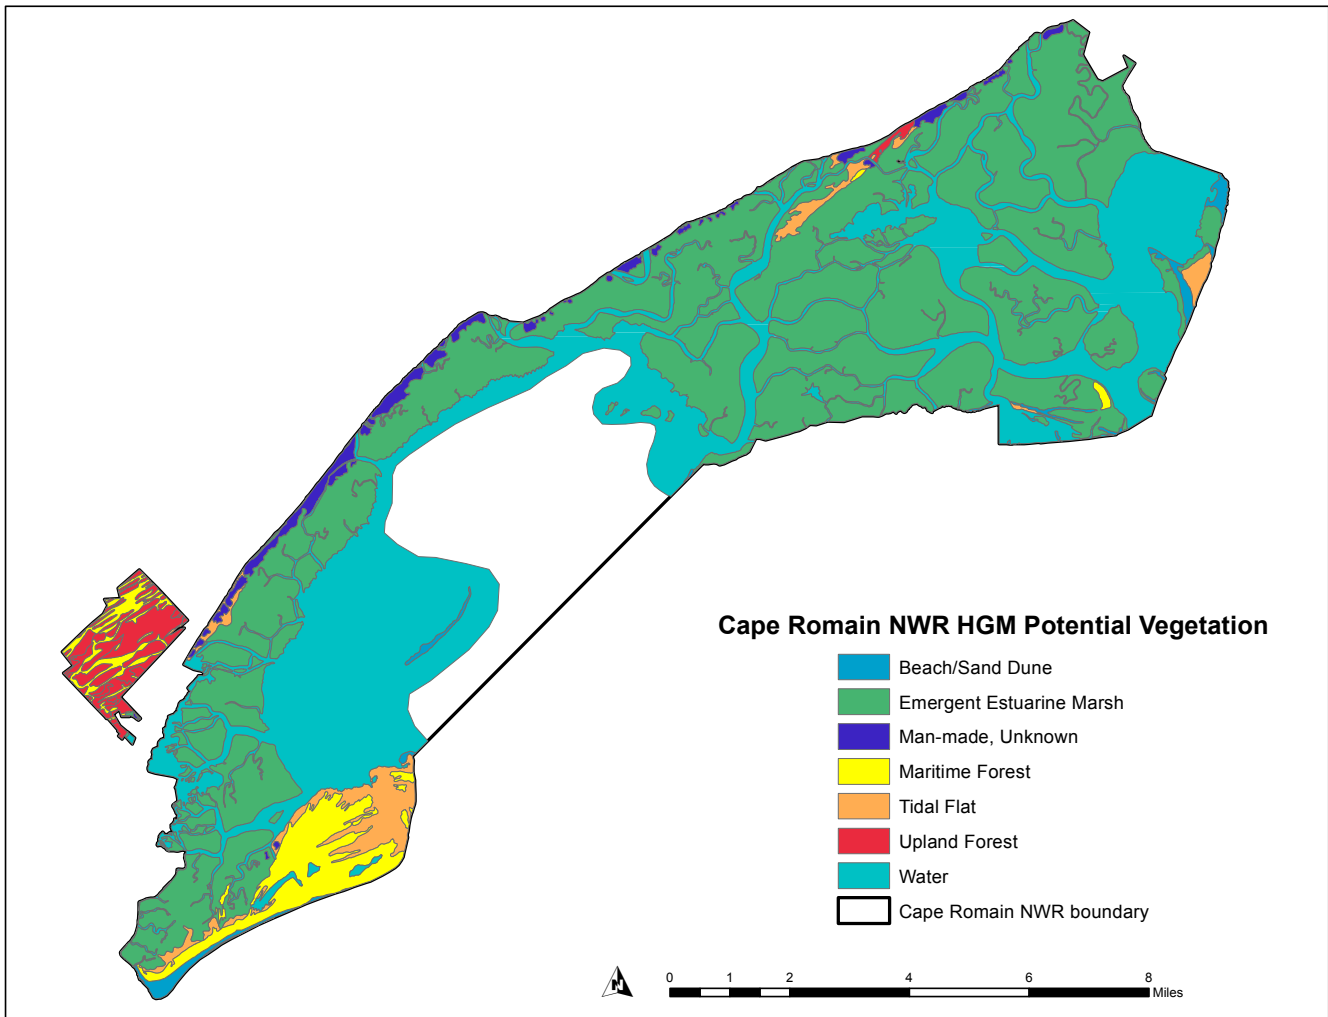 Cape Romain NWR HGM Potential Vegetation
Beach/Sand Dune
Emergent Estuarine Marsh
Man-made, Unknown
Maritime Forest
Tidal Flat
Upland Forest
Water
Cape Romain NWR boundary
N
0 1 2 4 6 8
Miles